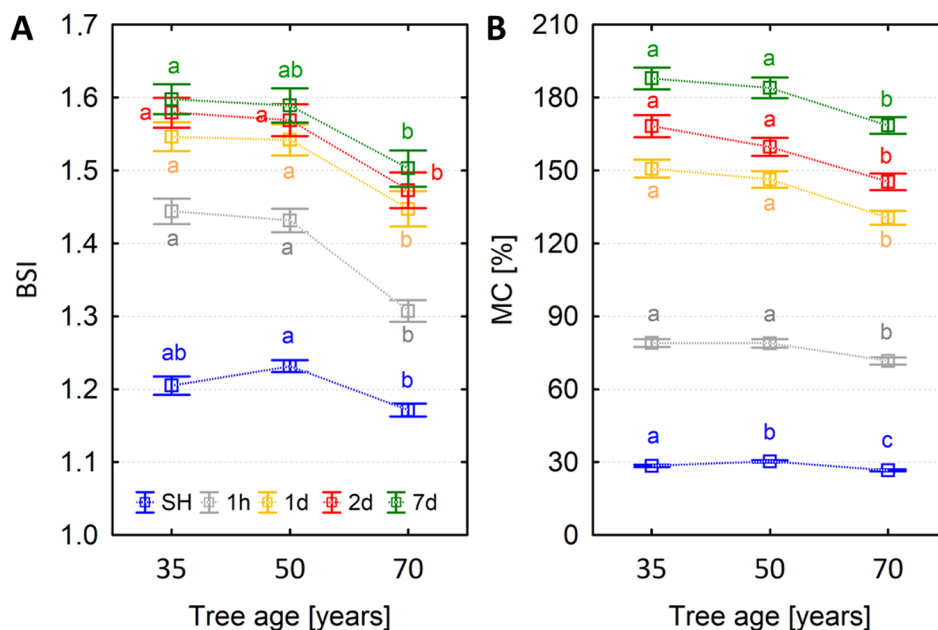 A
BSI
1.7
1.6
1.5
1.4
1.3
1.2
1.1
1.0
a ab
a a b
b
a a
b
a a
b
ab a b
SH 1h 1d 2d 7d
35 50 70
Tree age [years]
B
MC [%]
210
180
150
120
90
60
30
0
a a
b
a a
b
a a
b
a a b
a b c
35 50 70
Tree age [years]